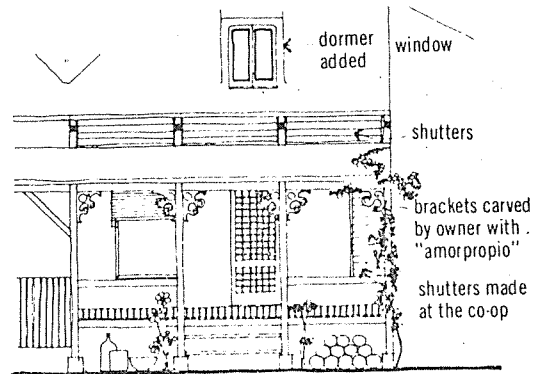 dormer window
added
shutters
brackets carved
by owner with .
"amorpropio"
shutters made
at the co-op